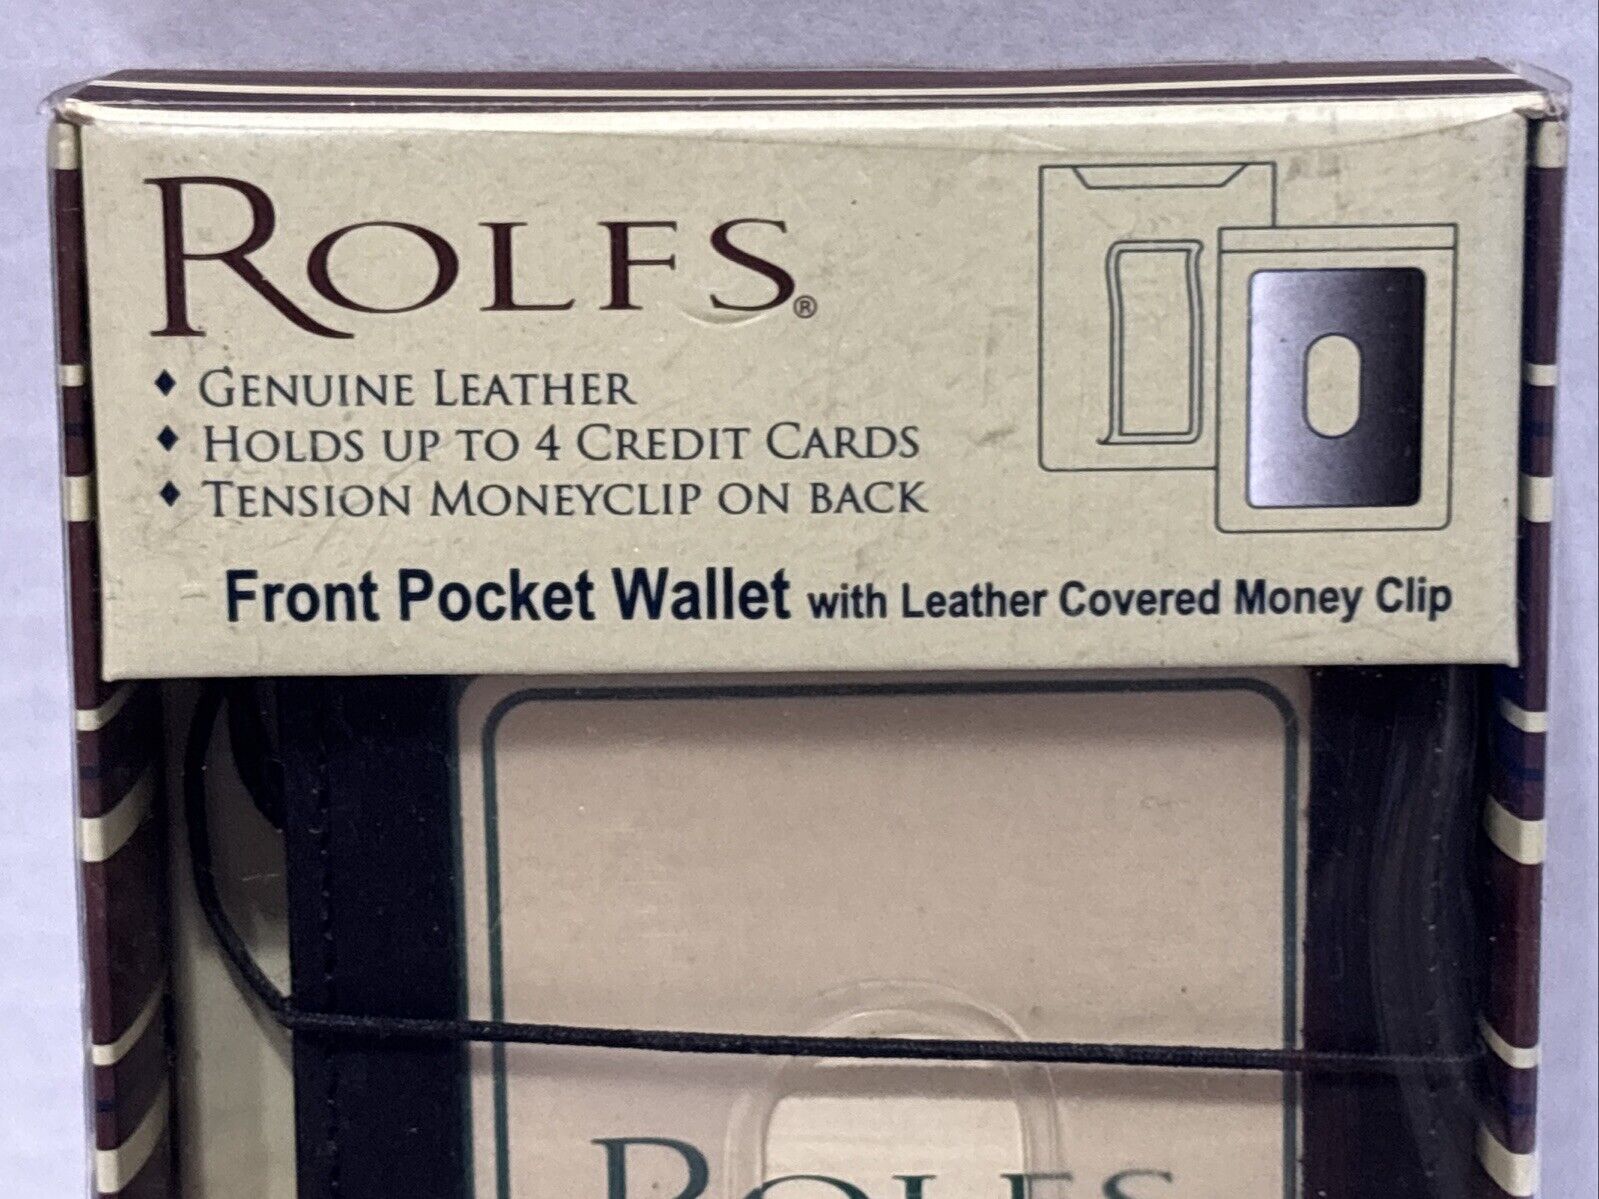 ROLFS®
◆ GENUINE LEATHER
◆ HOLDS UP TO 4 CREDIT CARDS
◆ TENSION MONEYCLIP ON BACK
Front Pocket Wallet with Leather Covered Money Clip
ROLFS